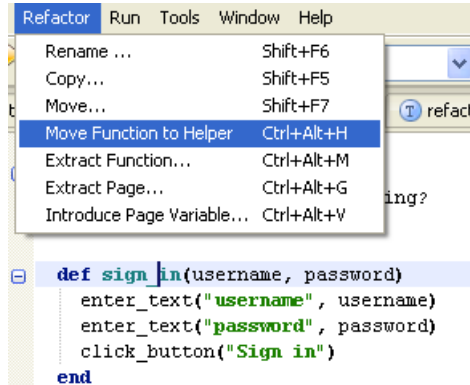 Refactor Run Tools Window Help
Rename ... Shift+F6
Copy... Shift+F5
Move... Shift+F7
Move Function to Helper Ctrl+Alt+H
Extract Function... Ctrl+Alt+M
Extract Page... Ctrl+Alt+G
Introduce Page Variable... Ctrl+Alt+V
T refact
ing?
def sign_in(username, password)
enter_text("username", username)
enter_text("password", password)
click_button("Sign in")
end